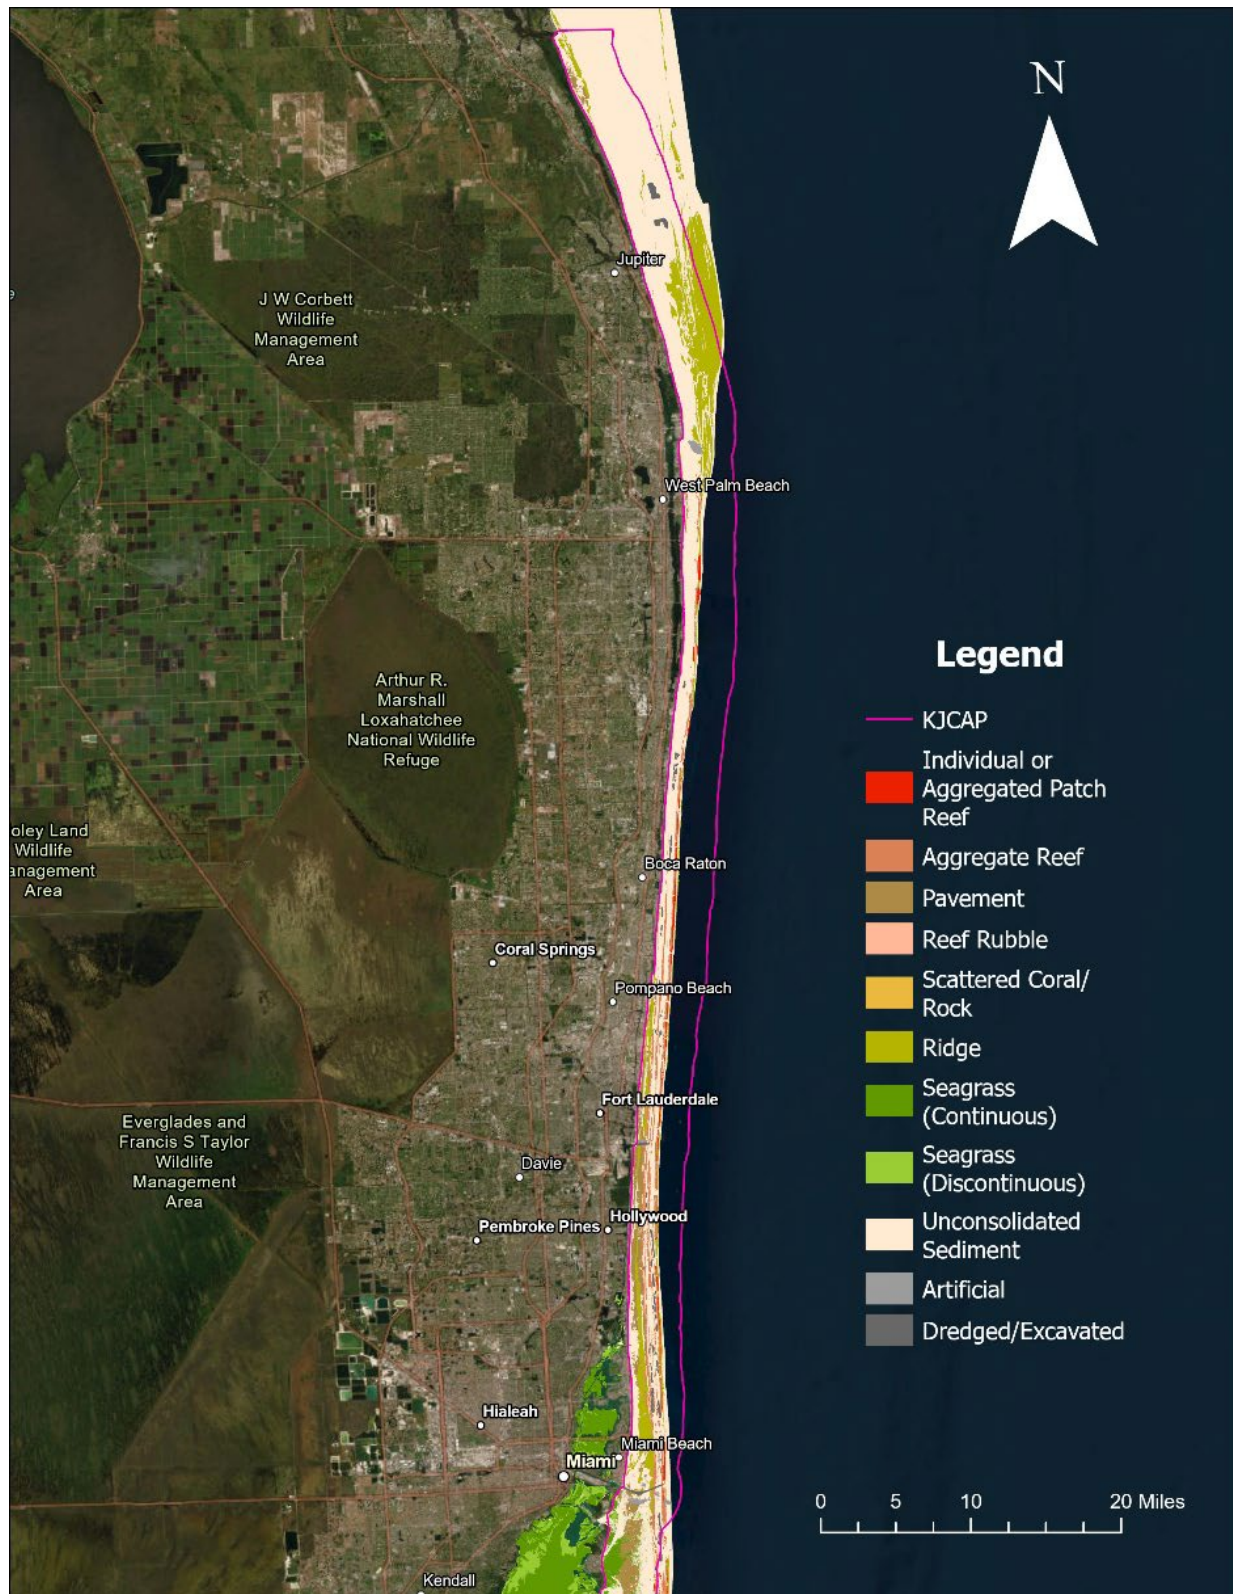 N
Jupiter
J W Corbett
Wildlife
Management
Area
West Palm Beach
Arthur R.
Marshall
Loxahatchee
National Wildlife
Refuge
oley Land
Wildlife
anagement
Area
Boca Raton
Coral Springs
Pompano Beach
Fort Lauderdale
Everglades and
Francis S Taylor
Wildlife
Management
Area
Davie
Pembroke Pines
Hollywood
Hialeah
Miami Beach
Miami
Kendall
Legend
KJCAP
Individual or
Aggregated Patch
Reef
Aggregate Reef
Pavement
Reef Rubble
Scattered Coral/
Rock
Ridge
Seagrass
(Continuous)
Seagrass
(Discontinuous)
Unconsolidated
Sediment
Artificial
Dredged/Excavated
0 5 10 20 Miles